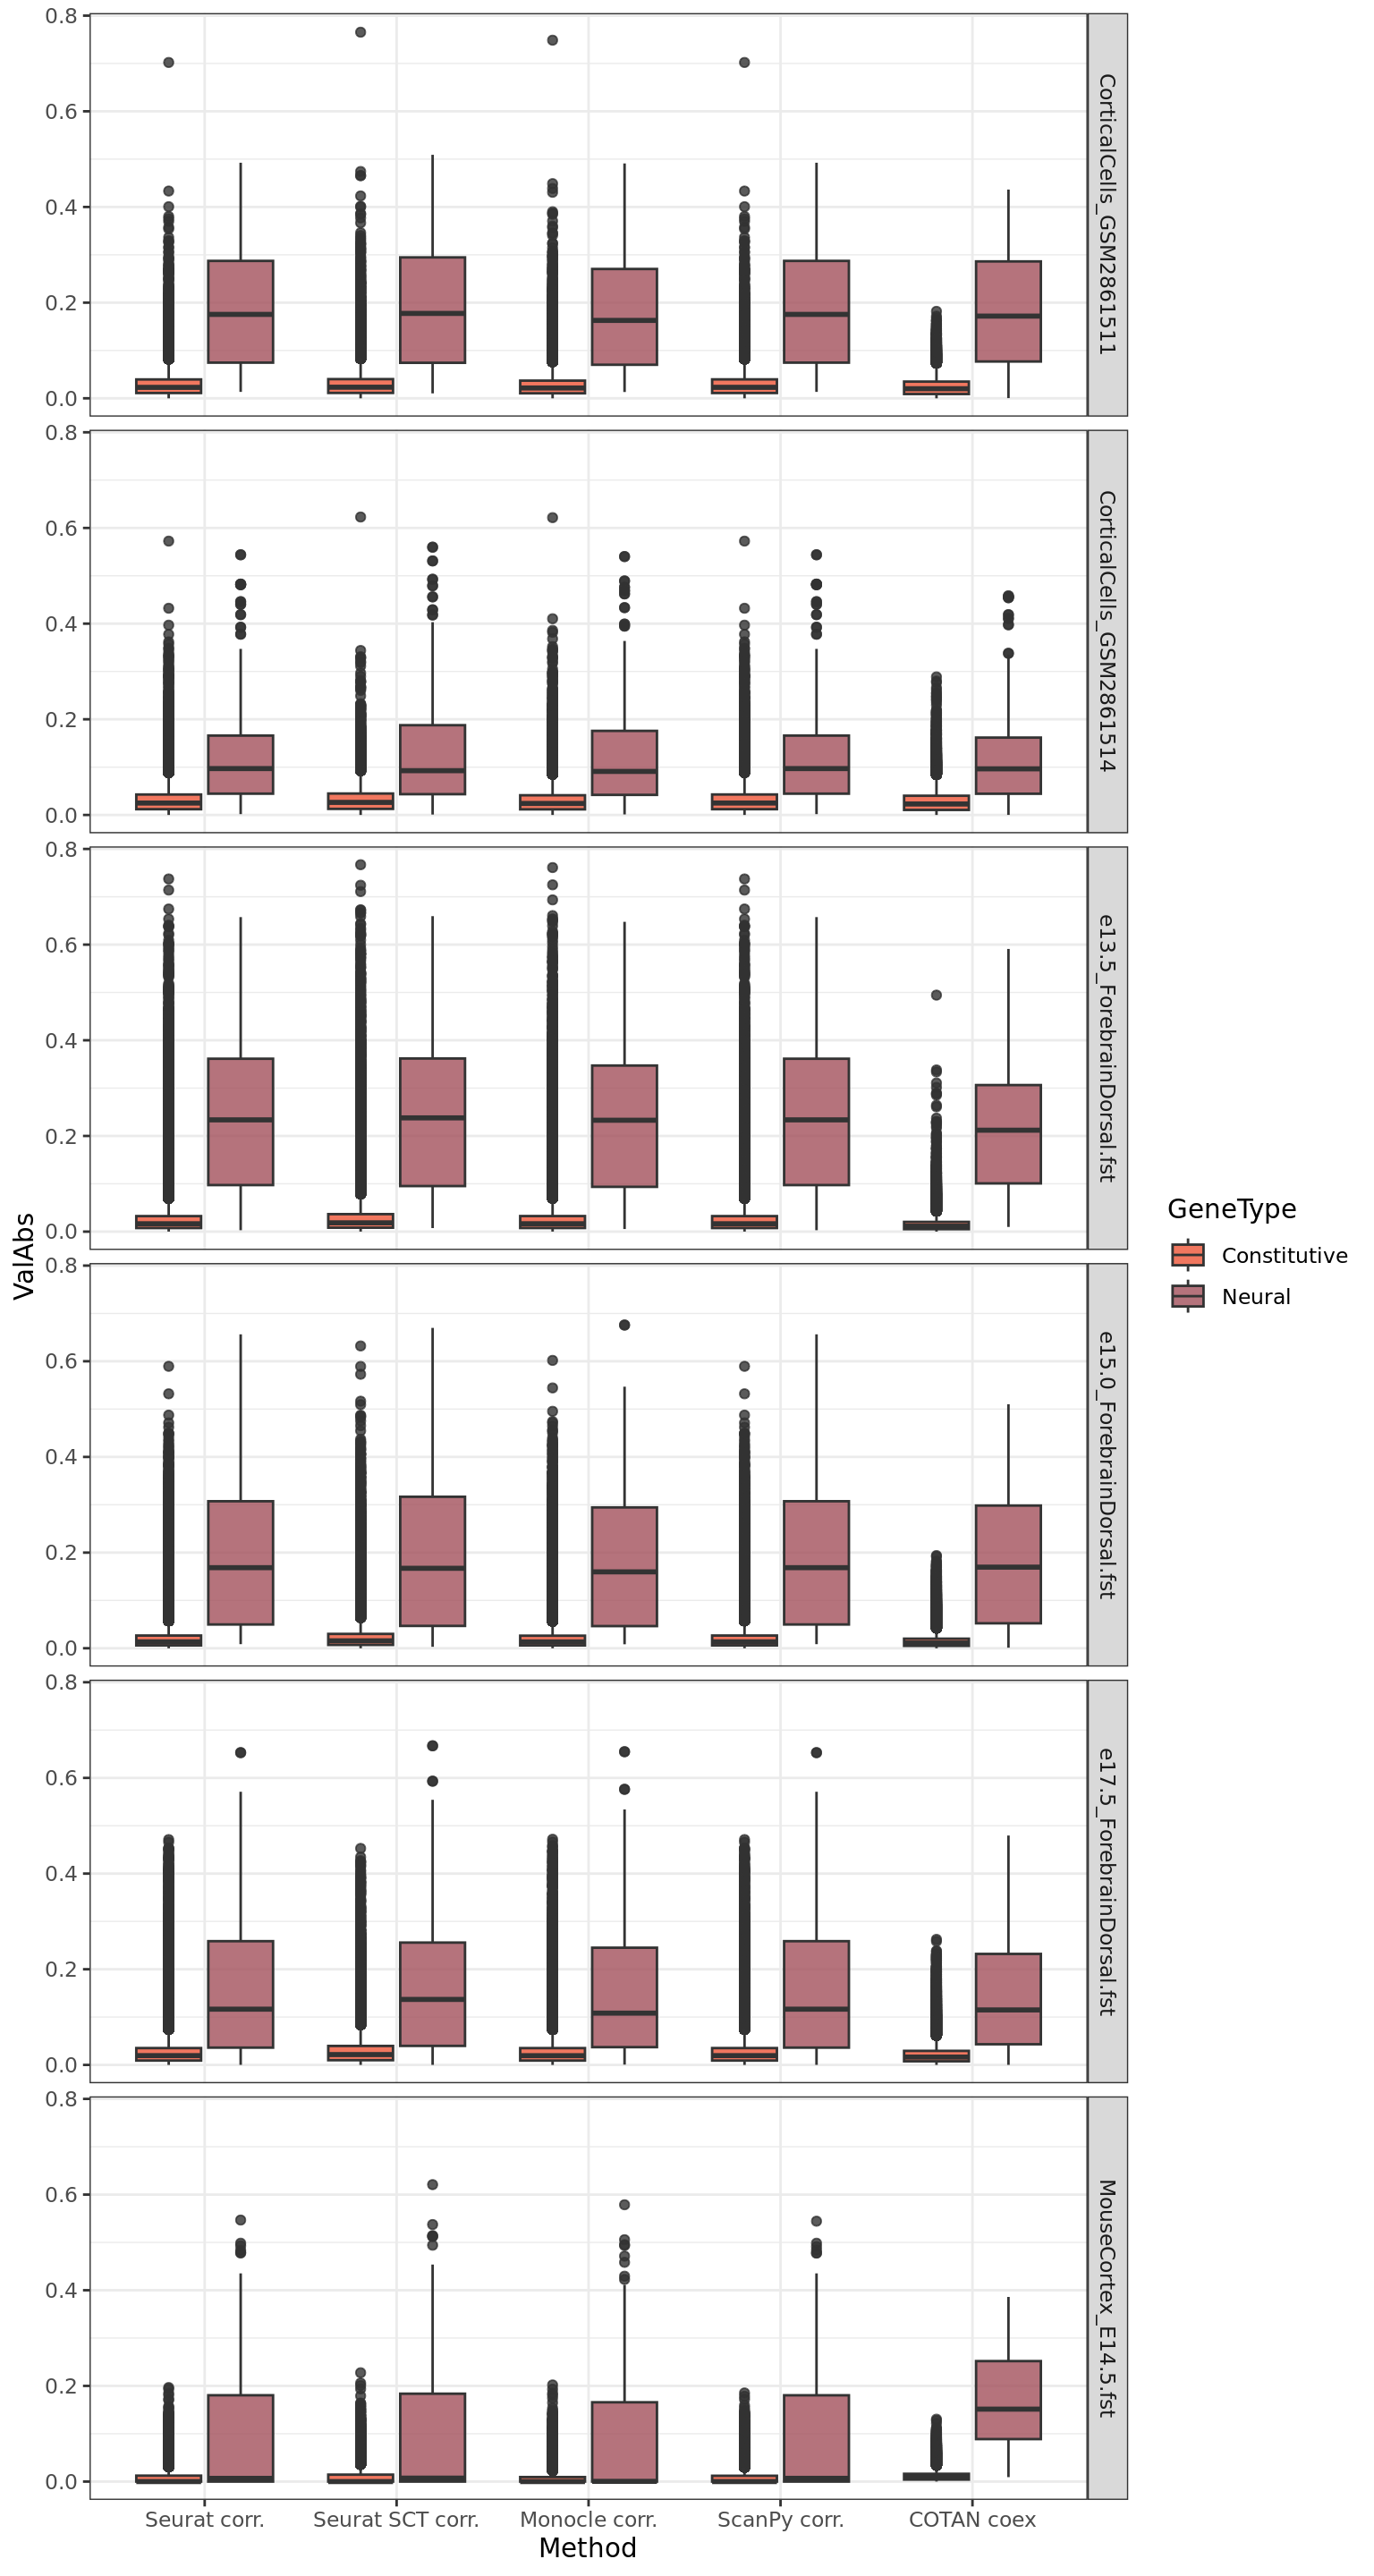 0.8
0.6
0.4
0.2
0.0
CorticalCells_GSM2861511
0.8
0.6
0.4
0.2
0.0
CorticalCells_GSM2861514
0.8
0.6
0.4
0.2
0.0
e13.5_ForebrainDorsal.fst
0.8
0.6
0.4
0.2
0.0
e15.0_ForebrainDorsal.fst
0.8
0.6
0.4
0.2
0.0
e17.5_ForebrainDorsal.fst
0.8
0.6
0.4
0.2
0.0
MouseCortex_E14.5.fst
ValAbs
Seurat corr.
Seurat SCT corr.
Monocle corr.
ScanPy corr.
COTAN coex
Method
GeneType
Constitutive
Neural